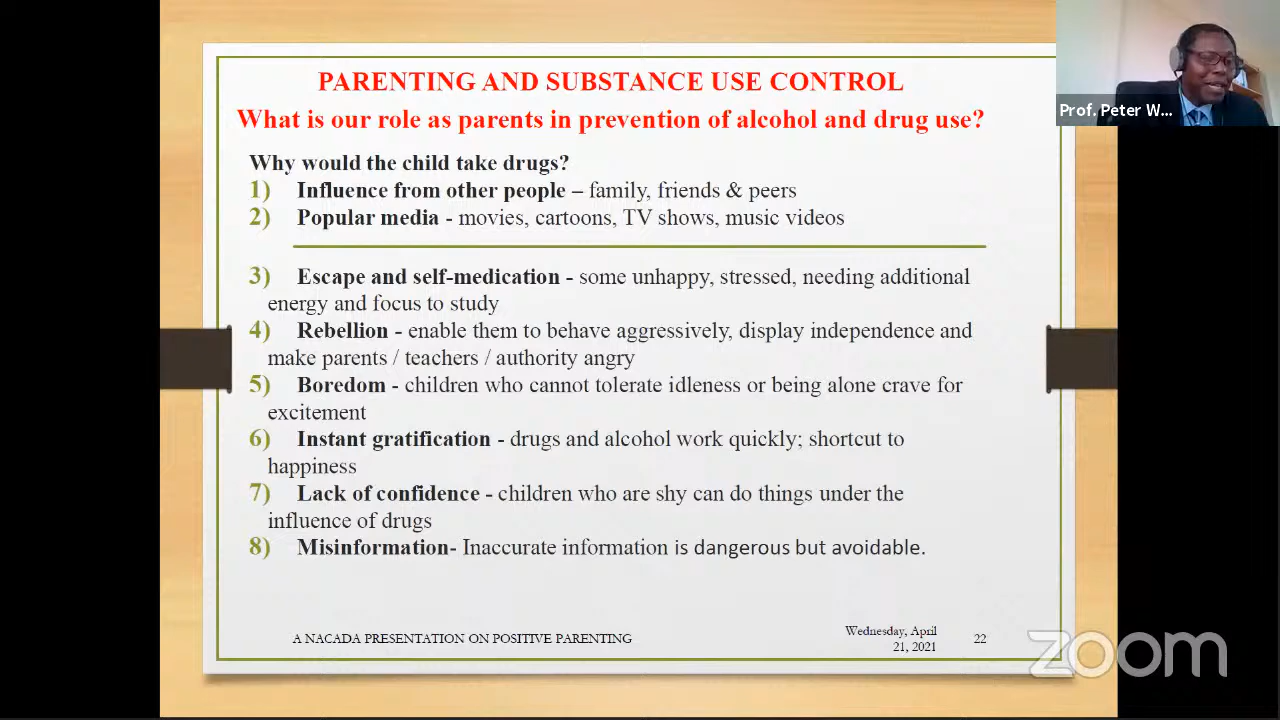 PARENTING AND SUBSTANCE USE CONTROL
What is our role as parents in prevention of alcohol and drug use?
Prof. Peter W...
Why would the child take drugs?
1) Influence from other people – family, friends & peers
2) Popular media - movies, cartoons, TV shows, music videos
3) Escape and self-medication - some unhappy, stressed, needing additional
energy and focus to study
4) Rebellion - enable them to behave aggressively, display independence and
make parents / teachers / authority angry
5) Boredom - children who cannot tolerate idleness or being alone crave for
excitement
6) Instant gratification - drugs and alcohol work quickly; shortcut to
happiness
7) Lack of confidence - children who are shy can do things under the
influence of drugs
8) Misinformation- Inaccurate information is dangerous but avoidable.
A NACADA PRESENTATION ON POSITIVE PARENTING
Wednesday, April
21, 2021
22
zoom